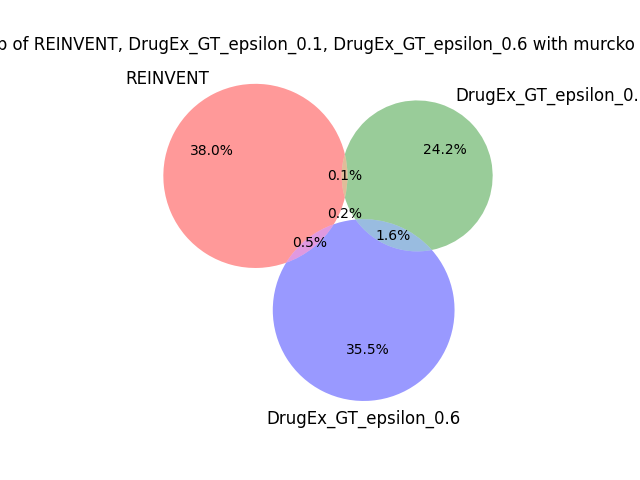 of REINVENT, DrugEx_GT_epsilon_0.1, DrugEx_GT_epsilon_0.6 with murcko
REINVENT
DrugEx_GT_epsilon_0.
38.0%
24.2%
0.1%
0.2%
1.6%
0.5%
35.5%
DrugEx_GT_epsilon_0.6